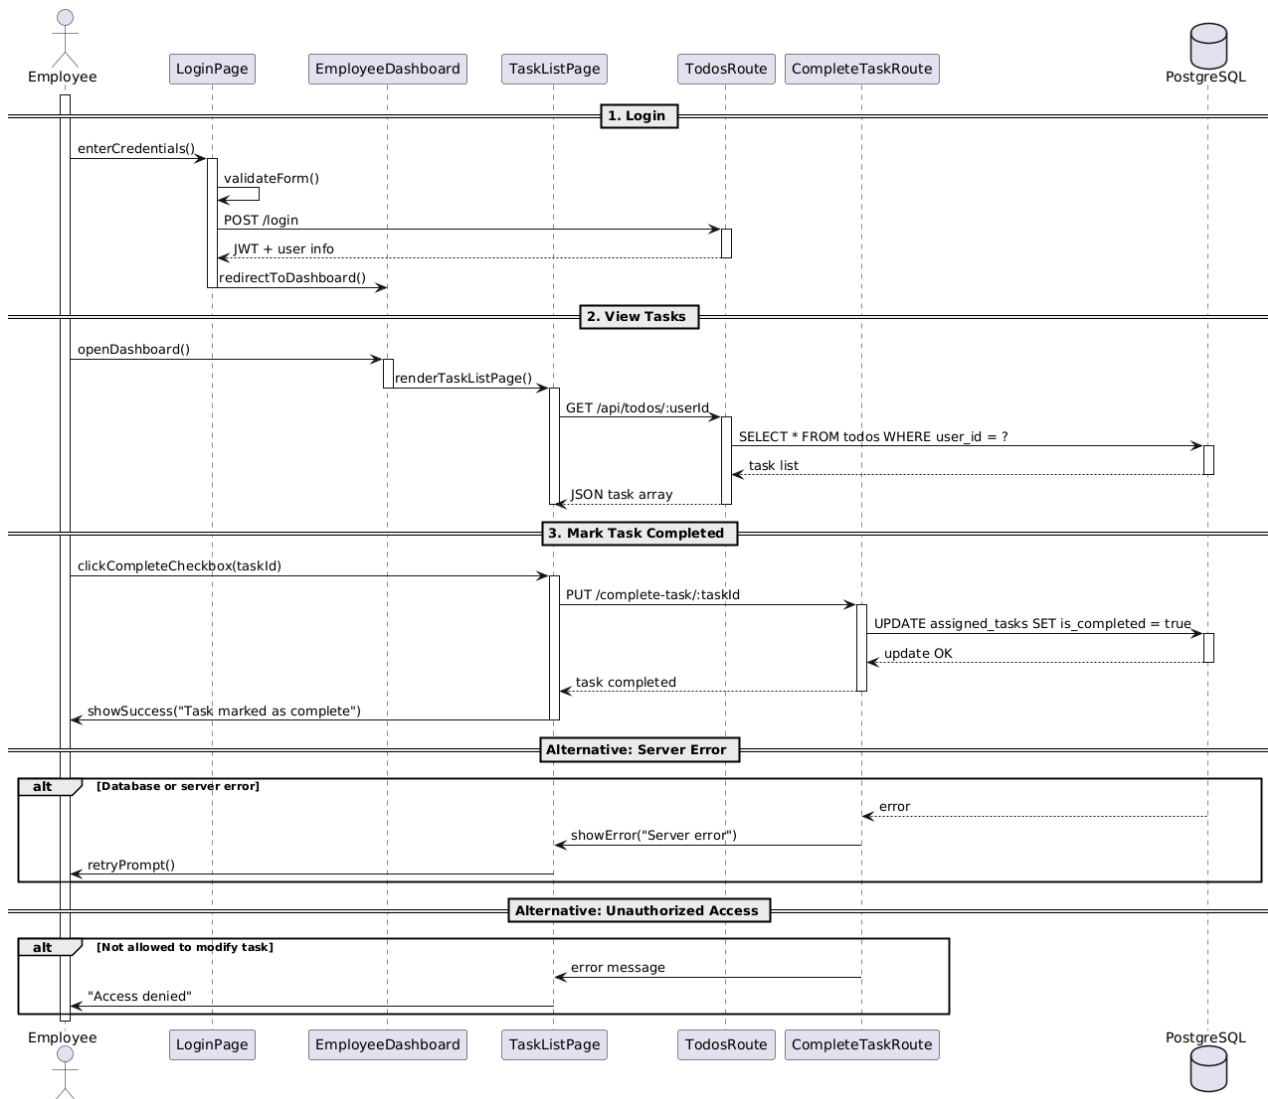 Employee
LoginPage
EmployeeDashboard
TaskListPage
TodosRoute
CompleteTaskRoute
PostgreSQL
1. Login
enterCredentials()
validateForm()
POST /login
JWT + user info
redirectToDashboard()
2. View Tasks
openDashboard()
renderTaskListPage()
GET /api/todos/:userId
SELECT * FROM todos WHERE user_id = ?
task list
JSON task array
3. Mark Task Completed
clickCompleteCheckbox(taskId)
PUT /complete-task/:taskId
UPDATE assigned_tasks SET is_completed = true
update OK
task completed
showSuccess("Task marked as complete")
Alternative: Server Error
alt [Database or server error]
error
showError("Server error")
retryPrompt()
Alternative: Unauthorized Access
alt [Not allowed to modify task]
error message
"Access denied"
Employee
LoginPage
EmployeeDashboard
TaskListPage
TodosRoute
CompleteTaskRoute
PostgreSQL